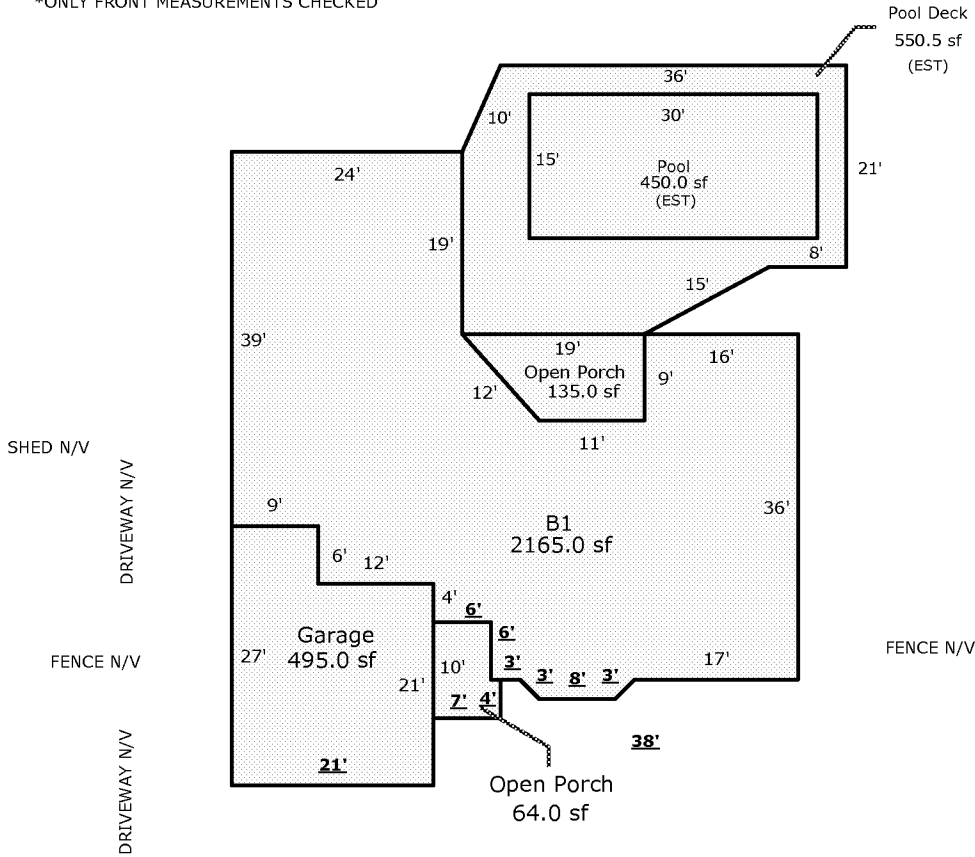 *ONLY FRONT MEASUREMENTS CHECKED
Pool Deck
550.5 sf
(EST)
36'
10'
30'
15'
Pool
450.0 sf
(EST)
21'
24'
19'
8'
15'
39'
19'
16'
Open Porch
135.0 sf
9'
12'
11'
SHED N/V
DRIVEWAY N/V
9'
B1
2165.0 sf
36'
6'
12'
4'
6'
Garage
495.0 sf
6'
FENCE N/V
27'
10'
3'
17'
FENCE N/V
21'
3'
8'
3'
7'
4'
38'
21'
DRIVEWAY N/V
Open Porch
64.0 sf